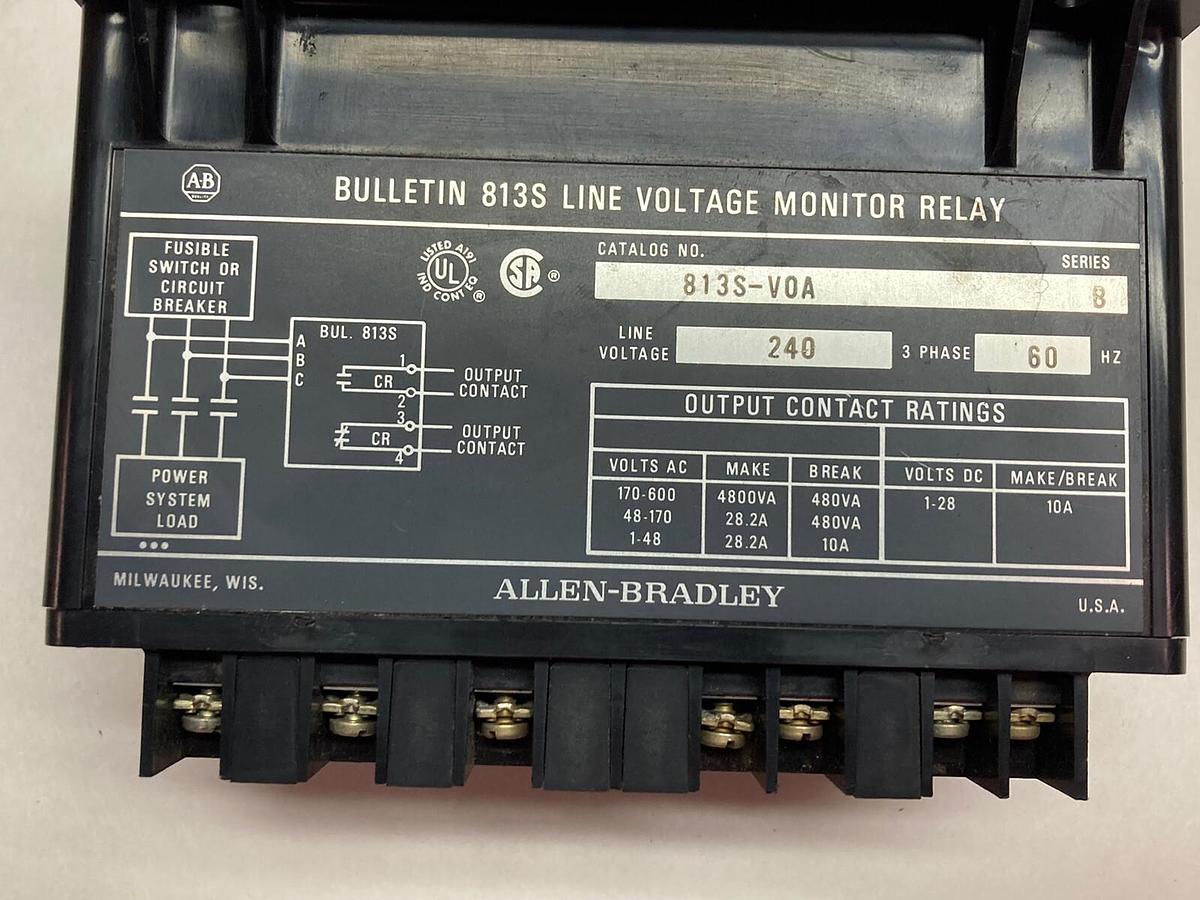 A-B
QUALITY
BULLETIN 813S LINE VOLTAGE MONITOR RELAY
FUSIBLE
SWITCH OR
CIRCUIT
BREAKER
LISTED A191
UL
IND CONT EQ
®
SA
®
CATALOG NO.
SERIES
813S-VOA
B
LINE
VOLTAGE
240
3 PHASE
60
HZ
BUL. 813S
A
B
C
1
CR
2
OUTPUT
CONTACT
3
CR
4
OUTPUT
CONTACT
POWER
SYSTEM
LOAD
OUTPUT CONTACT RATINGS
VOLTS AC MAKE BREAK VOLTS DC MAKE/BREAK
170-600 4800VA 480VA 1-28 10A
48-170 28.2A 480VA
1-48 28.2A 10A
MILWAUKEE, WIS.
ALLEN-BRADLEY
U.S.A.